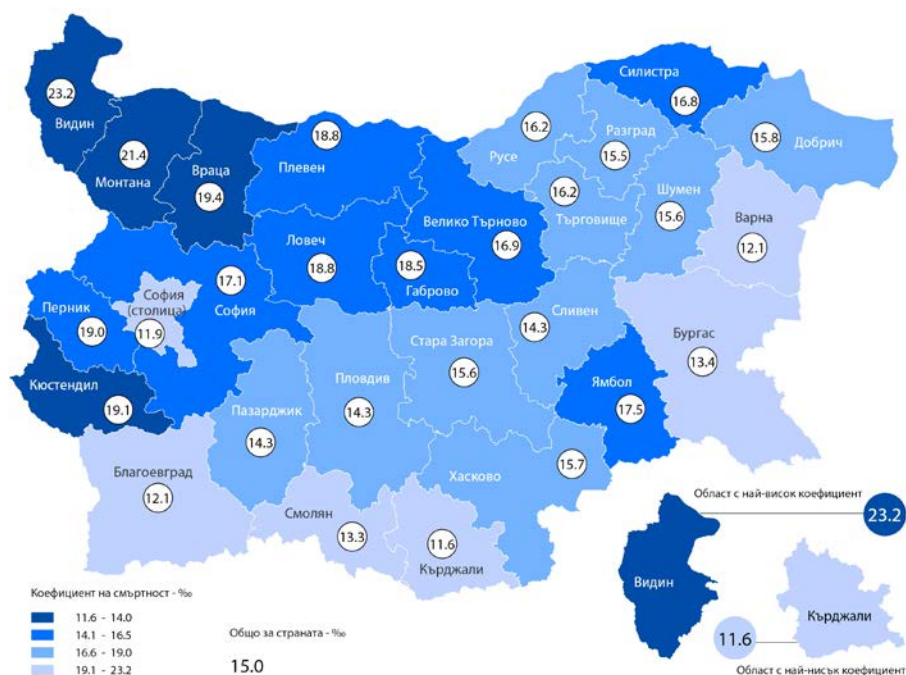 Силистра
16.8
23.2
Видин
18.8
Плевен
16.2
Русе
Разград
15.5
15.8
Добрич
21.4
Монтана
Враца
19.4
16.2
Търговище
Шумен
15.6
Варна
12.1
Велико Търново
16.9
Ловеч
18.8
18.5
Габрово
17.1
София
София
(столица)
11.9
Перник
19.0
14.3
Сливен
Бургас
13.4
Стара Загора
15.6
Кюстендил
19.1
Пловдив
14.3
Ямбол
17.5
Пазарджик
14.3
Благоевград
12.1
15.7
Хасково
Смолян
13.3
11.6
Кърджали
Област с най-висок коефициент
23.2
Видин
Кърджали
11.6
Област с най-нисък коефициент
Коефициент на смъртност - ‰
11.6 - 14.0
14.1 - 16.5
16.6 - 19.0
19.1 - 23.2
Общо за страната - ‰
15.0